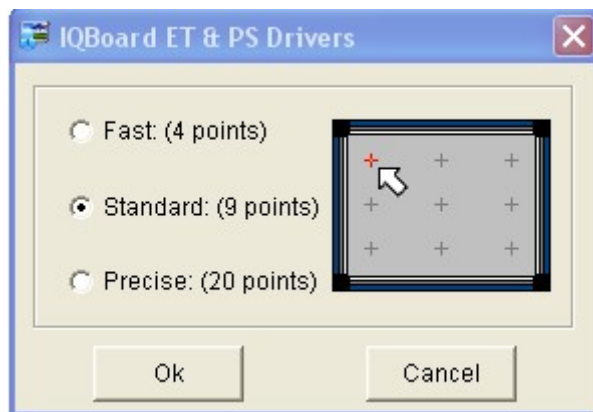 IQBoard ET & PS Drivers
Fast: (4 points)
Standard: (9 points)
Precise: (20 points)
Ok
Cancel